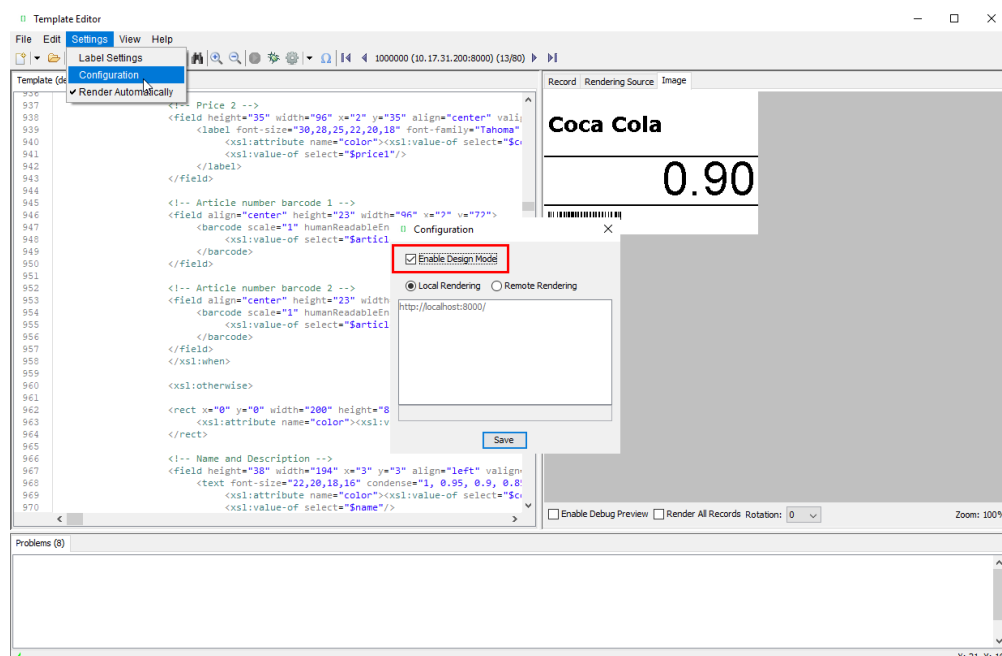 Template Editor
File Edit Settings View Help
Label Settings
Configuration
Render Automatically
1000000 (10.17.31.200:8000) (13/80)
Template (de
Record Rendering Source Image
936
937 <!-- Price 2 -->
938 <field height="35" width="96" x="2" y="35" align="center" valig
939 <label font-size="30,28,25,22,20,18" font-family="Tahoma"
940 <xsl:attribute name="color"><xsl:value-of select="$co
941 <xsl:value-of select="$price1"/>
942 </label>
943 </field>
944
945 <!-- Article number barcode 1 -->
946 <field align="center" height="23" width="96" x="2" y="72">
947 <barcode scale="1" humanReadableEn
948 <xsl:value-of select="$articl
949 </barcode>
950 </field>
951
952 <!-- Article number barcode 2 -->
953 <field align="center" height="23" width
954 <barcode scale="1" humanReadableEn
955 <xsl:value-of select="$articl
956 </barcode>
957 </field>
958 </xsl:when>
959
960 <xsl:otherwise>
961
962 <rect x="0" y="0" width="200" height="8
963 <xsl:attribute name="color"><xsl:v
964 </rect>
965
966 <!-- Name and Description -->
967 <field height="38" width="194" x="3" y="3" align="left" valign
968 <text font-size="22,20,18,16" condense="1, 0.95, 0.9, 0.85
969 <xsl:attribute name="color"><xsl:value-of select="$co
970 <xsl:value-of select="$name"/>
Coca Cola
0.90
Configuration
Enable Design Mode
Local Rendering Remote Rendering
http://localhost:8000/
Save
Enable Debug Preview Render All Records Rotation: 0 Zoom: 100%
Problems (8)